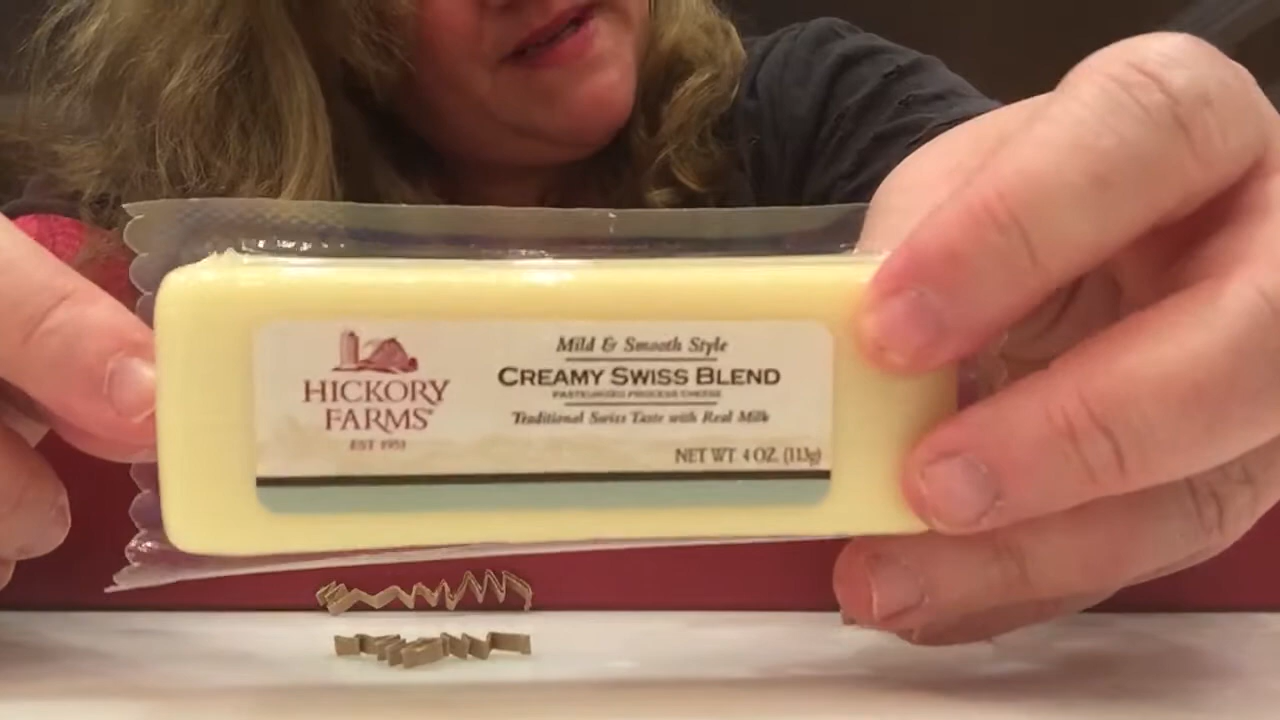 HICKORY
FARMS®
EST 1951
Mild & Smooth Style
CREAMY SWISS BLEND
PASTEURIZED PROCESS CHEESE
Traditional Swiss Taste with Real Milk
NET WT. 4 OZ. (113g)